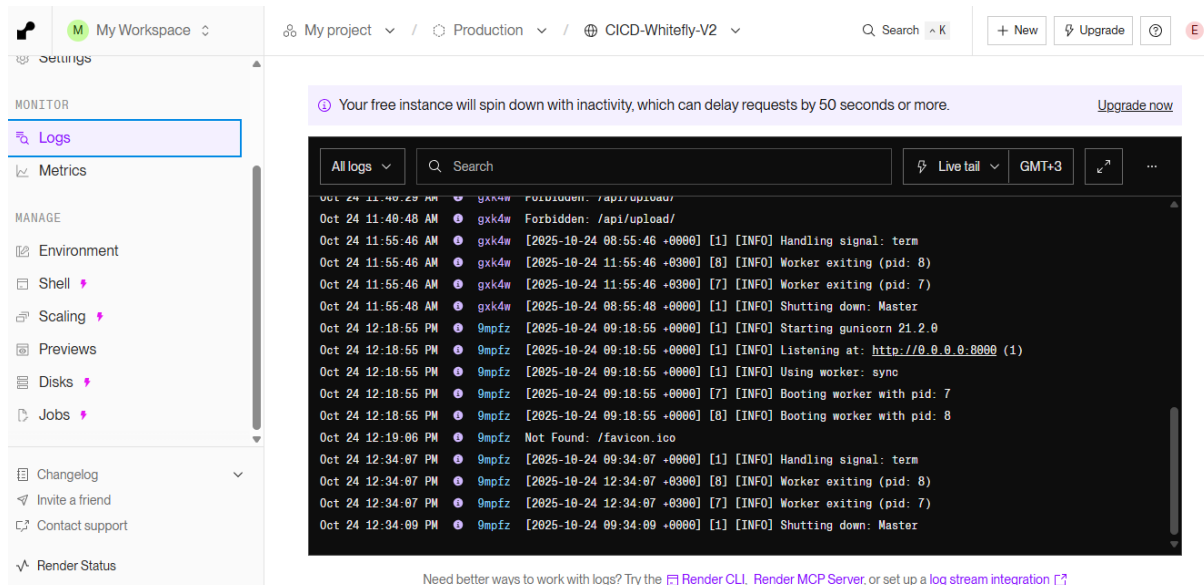 M My Workspace
My project / Production / CICD-Whitefly-V2
Search ^ K
+ New
Upgrade
E
Settings
MONITOR
Logs
Metrics
MANAGE
Environment
Shell
Scaling
Previews
Disks
Jobs
Changelog
Invite a friend
Contact support
Render Status
Your free instance will spin down with inactivity, which can delay requests by 50 seconds or more.
Upgrade now
All logs
Search
Live tail
GMT+3
...
Oct 24 11:40:29 AM gxk4w Forbidden: /api/upload/
Oct 24 11:40:48 AM gxk4w Forbidden: /api/upload/
Oct 24 11:55:46 AM gxk4w [2025-10-24 08:55:46 +0000] [1] [INFO] Handling signal: term
Oct 24 11:55:46 AM gxk4w [2025-10-24 11:55:46 +0300] [8] [INFO] Worker exiting (pid: 8)
Oct 24 11:55:46 AM gxk4w [2025-10-24 11:55:46 +0300] [7] [INFO] Worker exiting (pid: 7)
Oct 24 11:55:48 AM gxk4w [2025-10-24 08:55:48 +0000] [1] [INFO] Shutting down: Master
Oct 24 12:18:55 PM 9mpfz [2025-10-24 09:18:55 +0000] [1] [INFO] Starting gunicorn 21.2.0
Oct 24 12:18:55 PM 9mpfz [2025-10-24 09:18:55 +0000] [1] [INFO] Listening at: http://0.0.0.0:8000 (1)
Oct 24 12:18:55 PM 9mpfz [2025-10-24 09:18:55 +0000] [1] [INFO] Using worker: sync
Oct 24 12:18:55 PM 9mpfz [2025-10-24 09:18:55 +0000] [7] [INFO] Booting worker with pid: 7
Oct 24 12:18:55 PM 9mpfz [2025-10-24 09:18:55 +0000] [8] [INFO] Booting worker with pid: 8
Oct 24 12:19:06 PM 9mpfz Not Found: /favicon.ico
Oct 24 12:34:07 PM 9mpfz [2025-10-24 09:34:07 +0000] [1] [INFO] Handling signal: term
Oct 24 12:34:07 PM 9mpfz [2025-10-24 12:34:07 +0300] [8] [INFO] Worker exiting (pid: 8)
Oct 24 12:34:07 PM 9mpfz [2025-10-24 12:34:07 +0300] [7] [INFO] Worker exiting (pid: 7)
Oct 24 12:34:09 PM 9mpfz [2025-10-24 09:34:09 +0000] [1] [INFO] Shutting down: Master
Need better ways to work with logs? Try the Render CLI, Render MCP Server, or set up a log stream integration